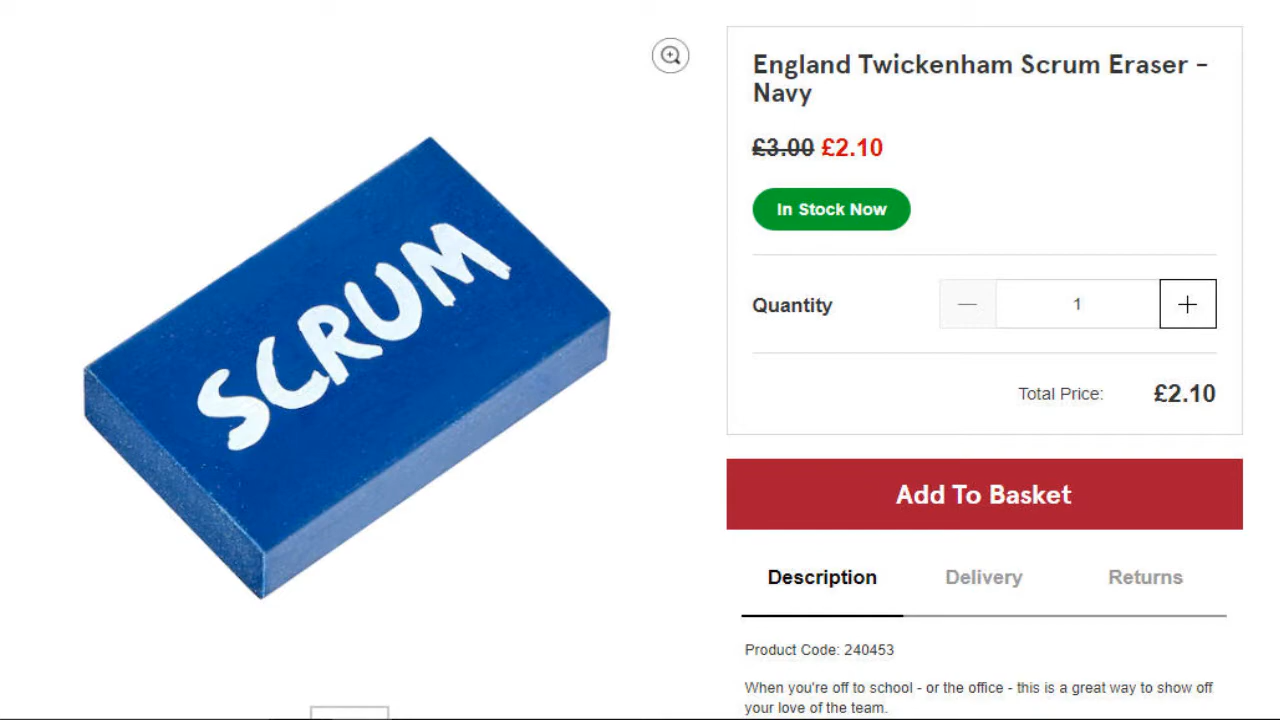 SCRUM
England Twickenham Scrum Eraser –
Navy
£3.00 £2.10
In Stock Now
Quantity
1
Total Price: £2.10
Add To Basket
Description Delivery Returns
Product Code: 240453
When you're off to school - or the office - this is a great way to show off
your love of the team.